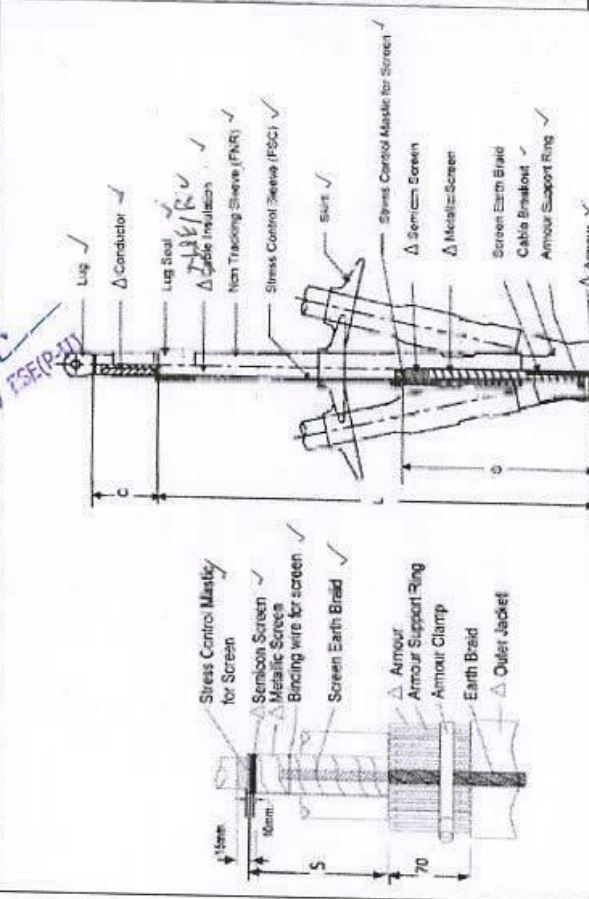 TSE(P-II)
Lug
Δ Conductor
Lug Seal
Δ Cable Insulation
Non Tracking Sleeve (FNR)
Stress Control Sleeve (FSC)
Skirt
Stress Control Mastic for Screen
Δ Semicon Screen
Δ Metallic Screen
Screen Earth Braid
Cable Breakout
Armour Support Ring
Δ Armour
C
L
Stress Control Mastic
for Screen
Δ Semicon Screen
Δ Metallic Screen
Binding wire for screen
Screen Earth Braid
Δ Armour
Armour Support Ring
Armour Clamp
Earth Braid
Δ Outer Jacket
15mm
10mm
S
70